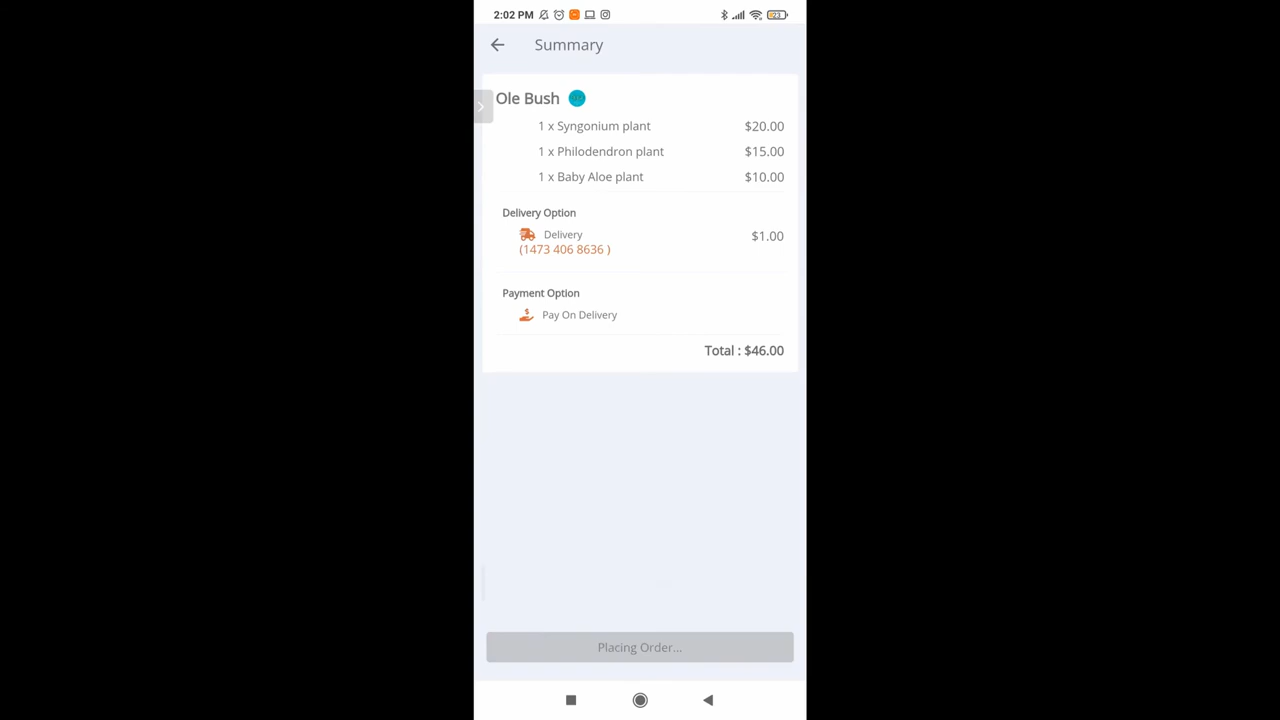 2:02 PM 23
Summary
Ole Bush
1 x Syngonium plant $20.00
1 x Philodendron plant $15.00
1 x Baby Aloe plant $10.00
Delivery Option
Delivery $1.00
(1473 406 8636 )
Payment Option
Pay On Delivery
Total : $46.00
Placing Order...